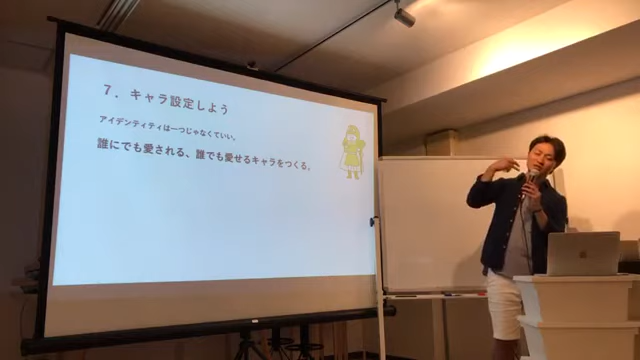 7. キャラ設定しよう
アイデンティティは一つじゃなくていい。
誰にでも愛される、誰でも愛せるキャラをつくる。